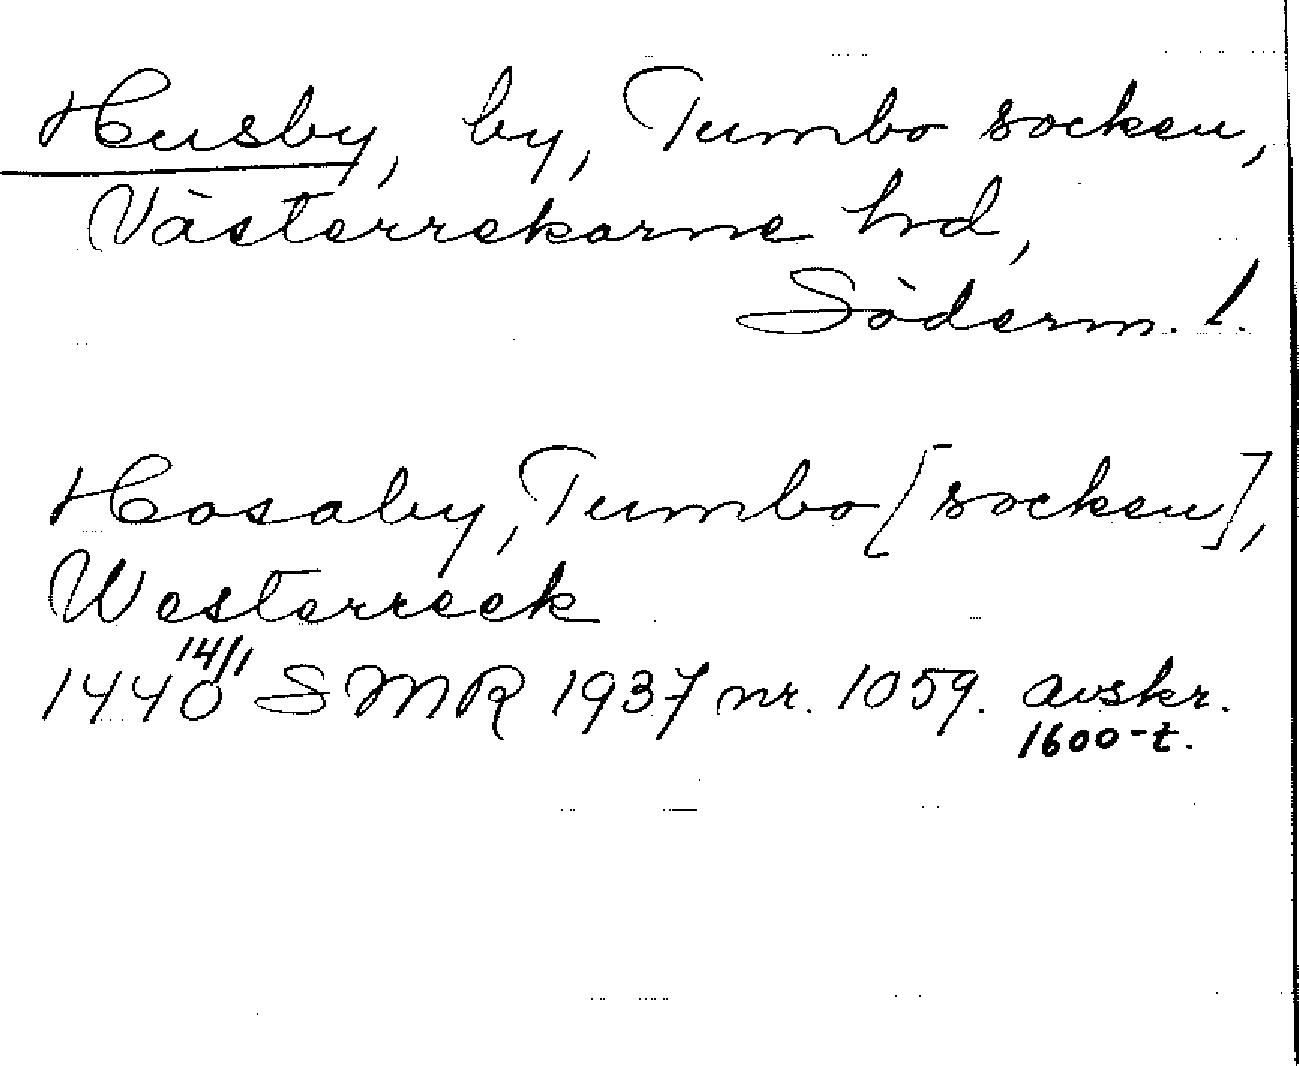 Husby, by, Tumbo socken,
Västerrekarne hrd,
Söderm. l.
Hosaby, Tumbo [socken],
Westerreek
1440 14/1 SMR 1937 nr. 1059. avskr.
1600-t.